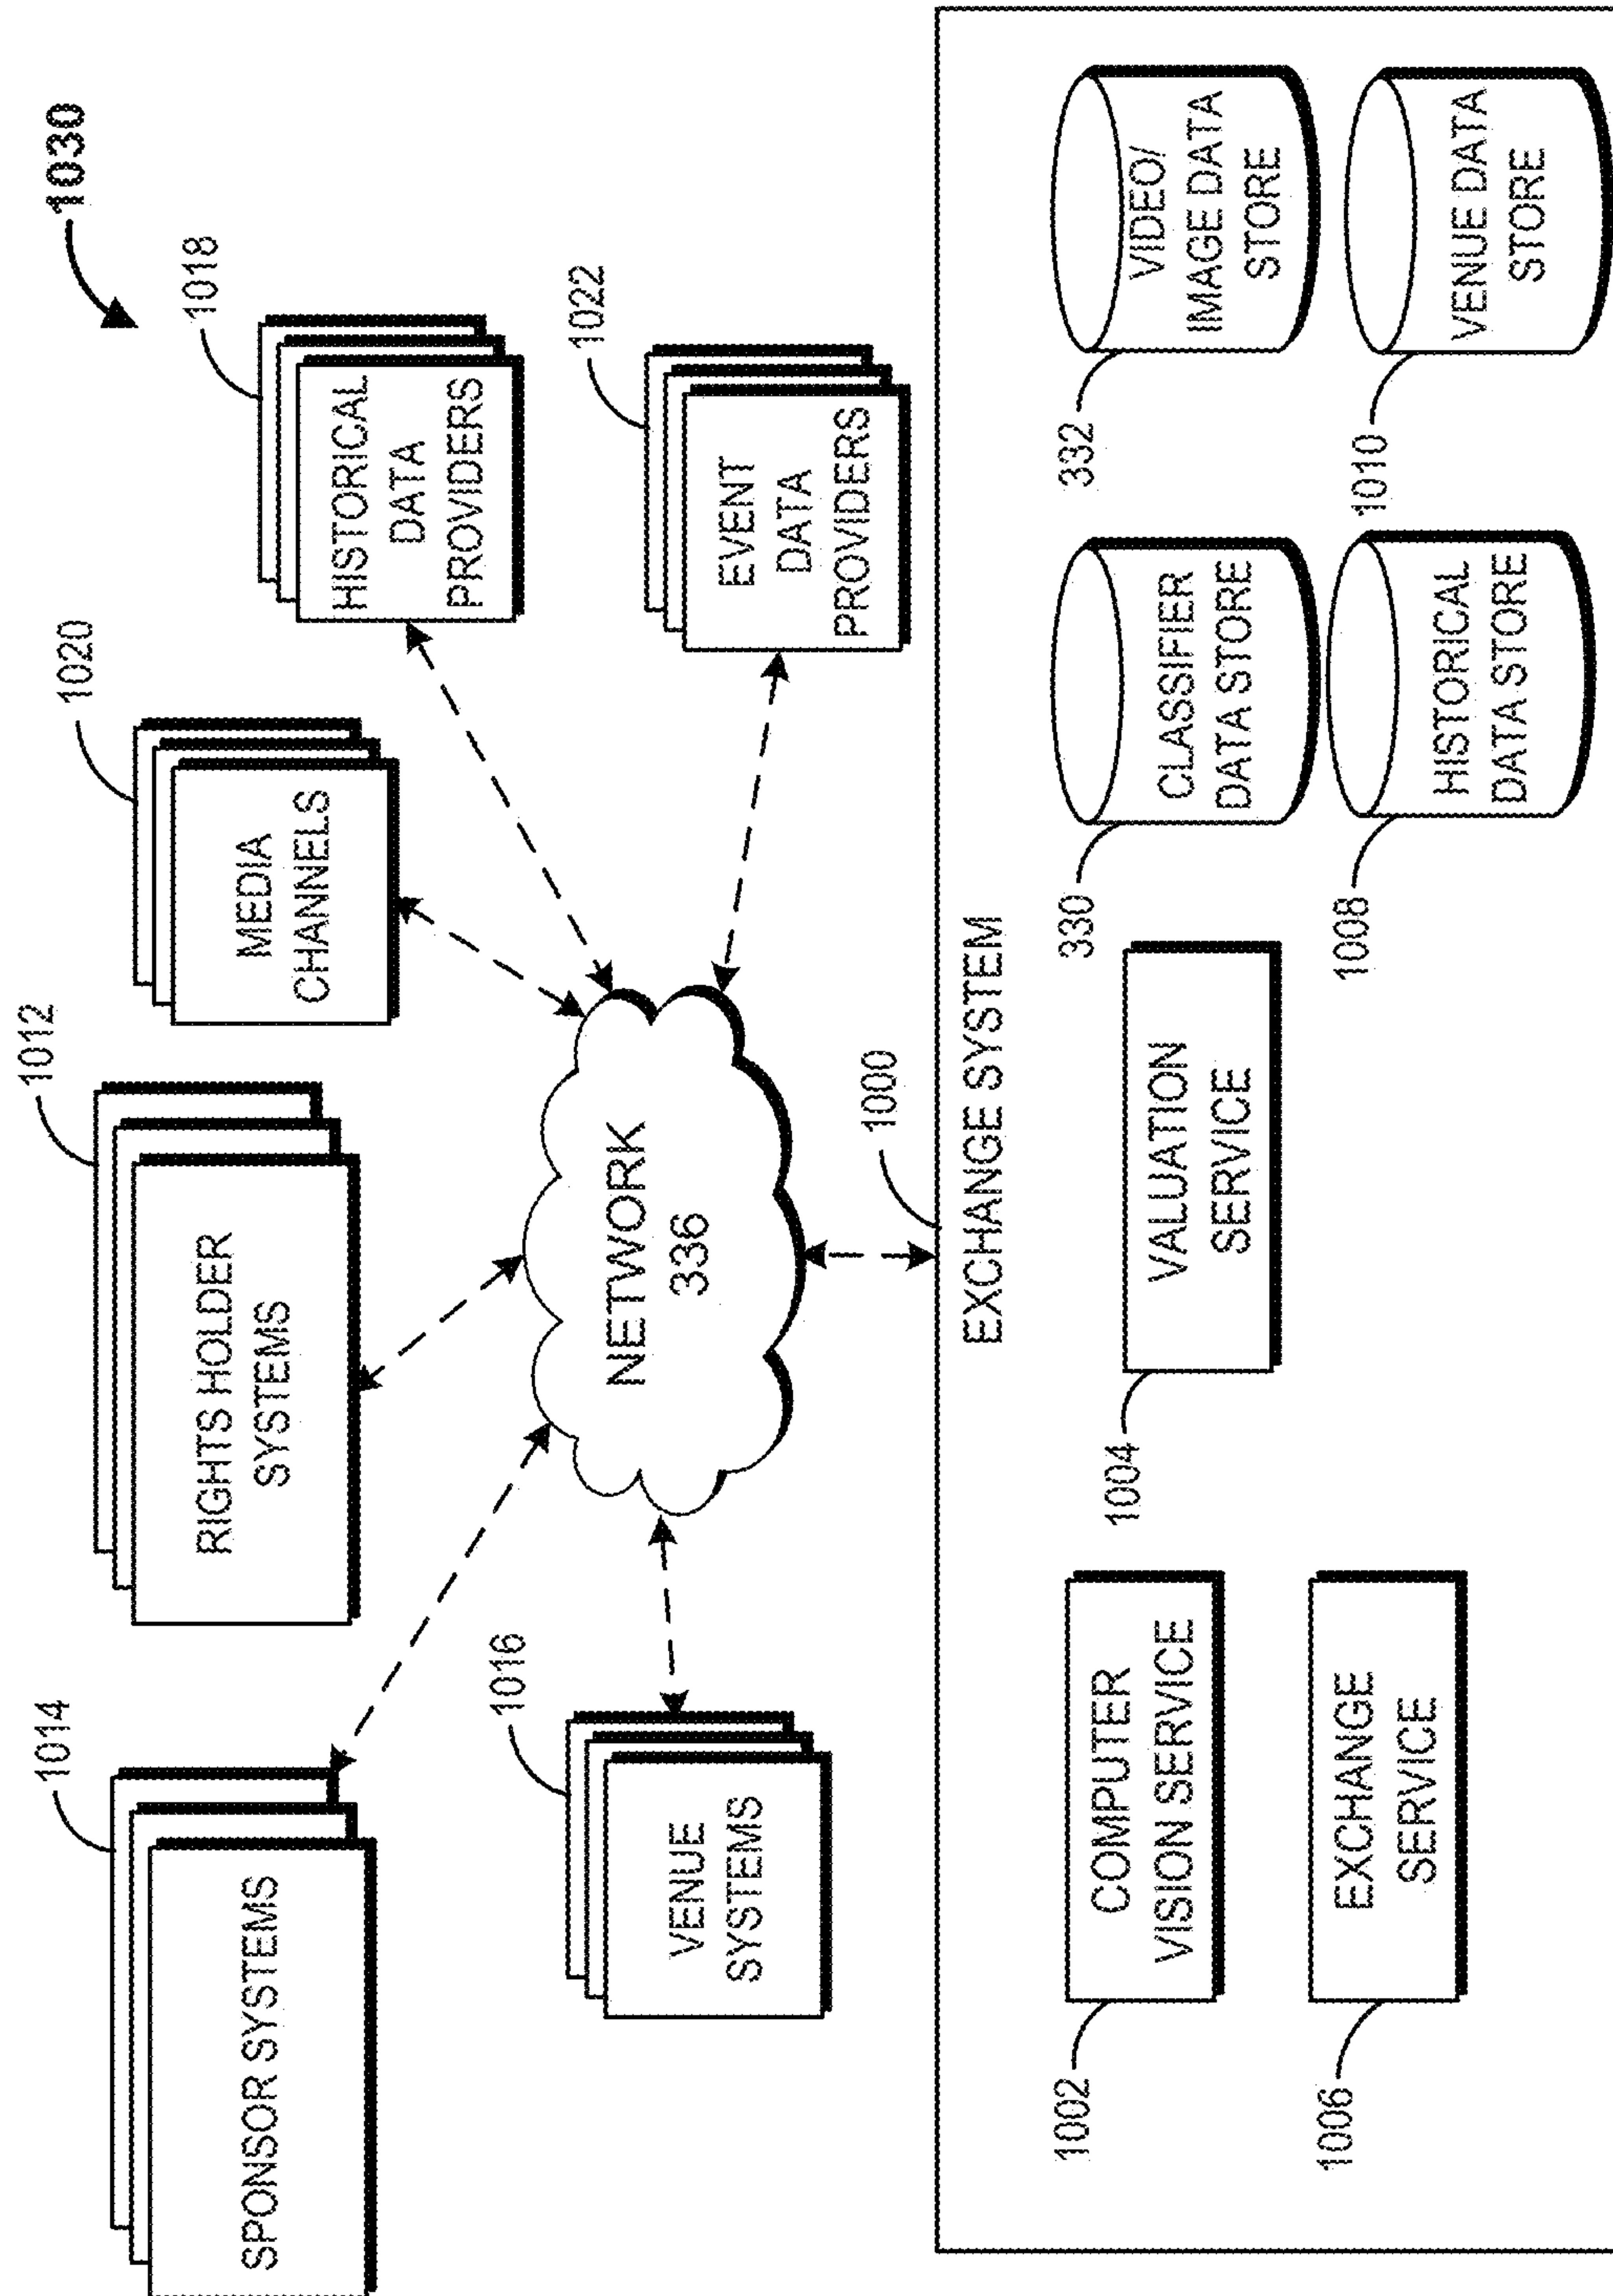 1030
1014
SPONSOR SYSTEMS
1012
RIGHTS HOLDER
SYSTEMS
1020
MEDIA
CHANNELS
1018
HISTORICAL
DATA
PROVIDERS
1016
VENUE
SYSTEMS
NETWORK
336
1022
EVENT
DATA
PROVIDERS
1000
EXCHANGE SYSTEM
1002
COMPUTER
VISION SERVICE
1004
VALUATION
SERVICE
1006
EXCHANGE
SERVICE
330
CLASSIFIER
DATA STORE
332
VIDEO/
IMAGE DATA
STORE
1008
HISTORICAL
DATA STORE
1010
VENUE DATA
STORE